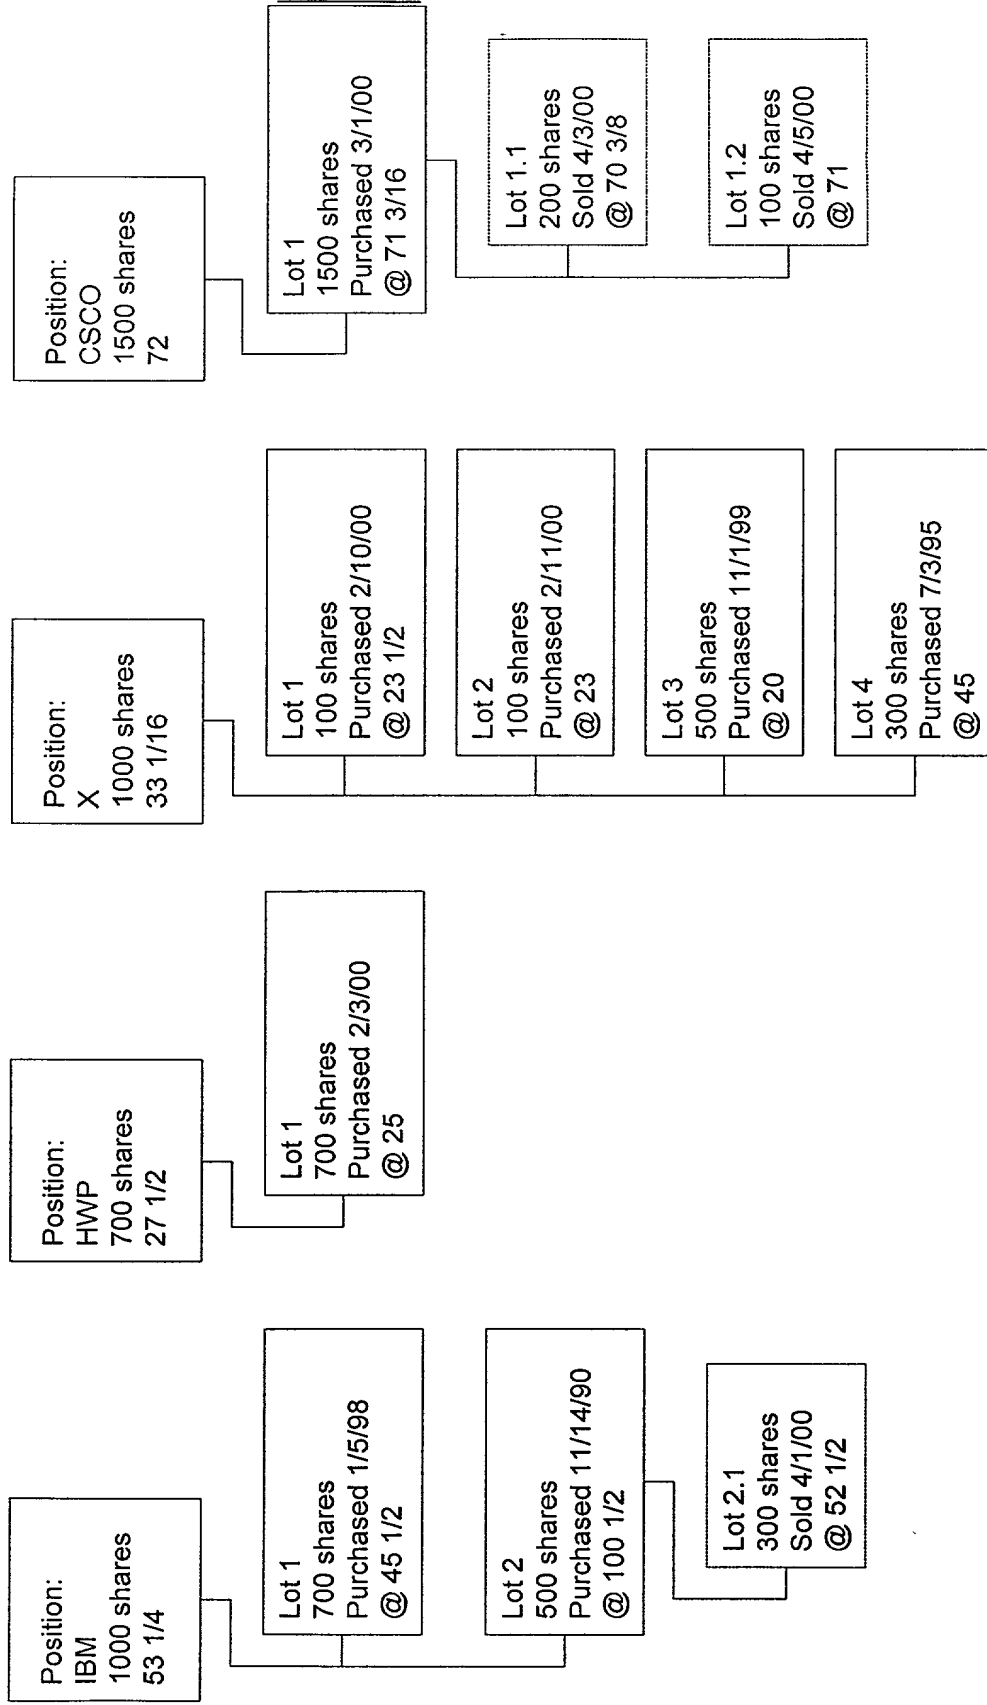 Position:
IBM
1000 shares
53 1/4
Lot 1
700 shares
Purchased 1/5/98
@ 45 1/2
Lot 2
500 shares
Purchased 11/14/90
@ 100 1/2
Lot 2.1
300 shares
Sold 4/1/00
@ 52 1/2
Position:
HWP
700 shares
27 1/2
Lot 1
700 shares
Purchased 2/3/00
@ 25
Position:
X
1000 shares
33 1/16
Lot 1
100 shares
Purchased 2/10/00
@ 23 1/2
Lot 2
100 shares
Purchased 2/11/00
@ 23
Lot 3
500 shares
Purchased 11/1/99
@ 20
Lot 4
300 shares
Purchased 7/3/95
@ 45
Position:
CSCO
1500 shares
72
Lot 1
1500 shares
Purchased 3/1/00
@ 71 3/16
Lot 1.1
200 shares
Sold 4/3/00
@ 70 3/8
Lot 1.2
100 shares
Sold 4/5/00
@ 71